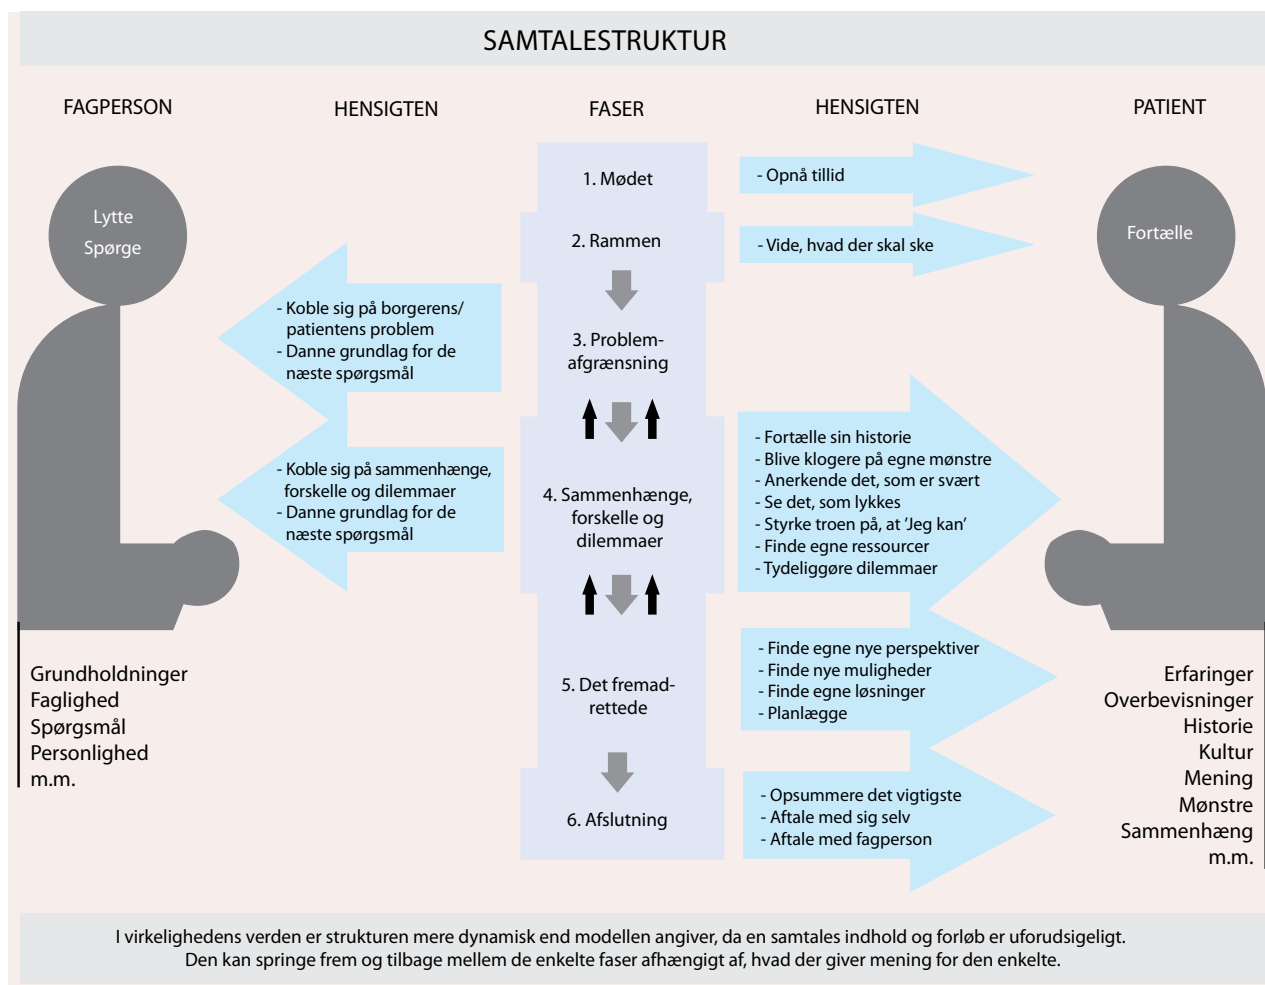 SAMTALESTRUKTUR
FAGPERSON
HENSIGTEN
FASER
HENSIGTEN
PATIENT
Lytte
Spørge
Fortælle
1. Mødet
- Opnå tillid
2. Rammen
- Vide, hvad der skal ske
- Koble sig på borgerens/
patientens problem
- Danne grundlag for de
næste spørgsmål
3. Problem-
afgrænsning
- Koble sig på sammenhænge,
forskelle og dilemmaer
- Danne grundlag for de
næste spørgsmål
4. Sammenhænge,
forskelle og
dilemmaer
- Fortælle sin historie
- Blive klogere på egne mønstre
- Anerkende det, som er svært
- Se det, som lykkes
- Styrke troen på, at ’Jeg kan’
- Finde egne ressourcer
- Tydeliggøre dilemmaer
5. Det fremad-
rettede
- Finde egne nye perspektiver
- Finde nye muligheder
- Finde egne løsninger
- Planlægge
6. Afslutning
- Opsummere det vigtigste
- Aftale med sig selv
- Aftale med fagperson
Grundholdninger
Faglighed
Spørgsmål
Personlighed
m.m.
Erfaringer
Overbevisninger
Historie
Kultur
Mening
Mønstre
Sammenhæng
m.m.
I virkelighedens verden er strukturen mere dynamisk end modellen angiver, da en samtales indhold og forløb er uforudsigeligt.
Den kan springe frem og tilbage mellem de enkelte faser afhængigt af, hvad der giver mening for den enkelte.